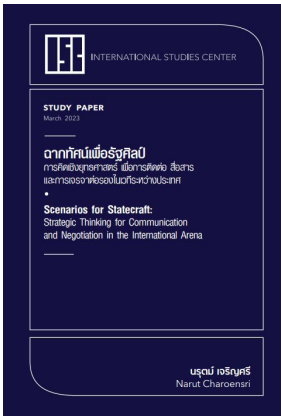 ISC
INTERNATIONAL STUDIES CENTER
STUDY PAPER
March 2023
ฉากทัศน์เพื่อรัฐศิลป์
การคิดเชิงยุทธศาสตร์ เพื่อการติดต่อ สื่อสาร
และการเจรจาต่อรองในเวทีระหว่างประเทศ
•
Scenarios for Statecraft:
Strategic Thinking for Communication
and Negotiation in the International Arena
นรุตม์ เจริญศรี
Narut Charoensri